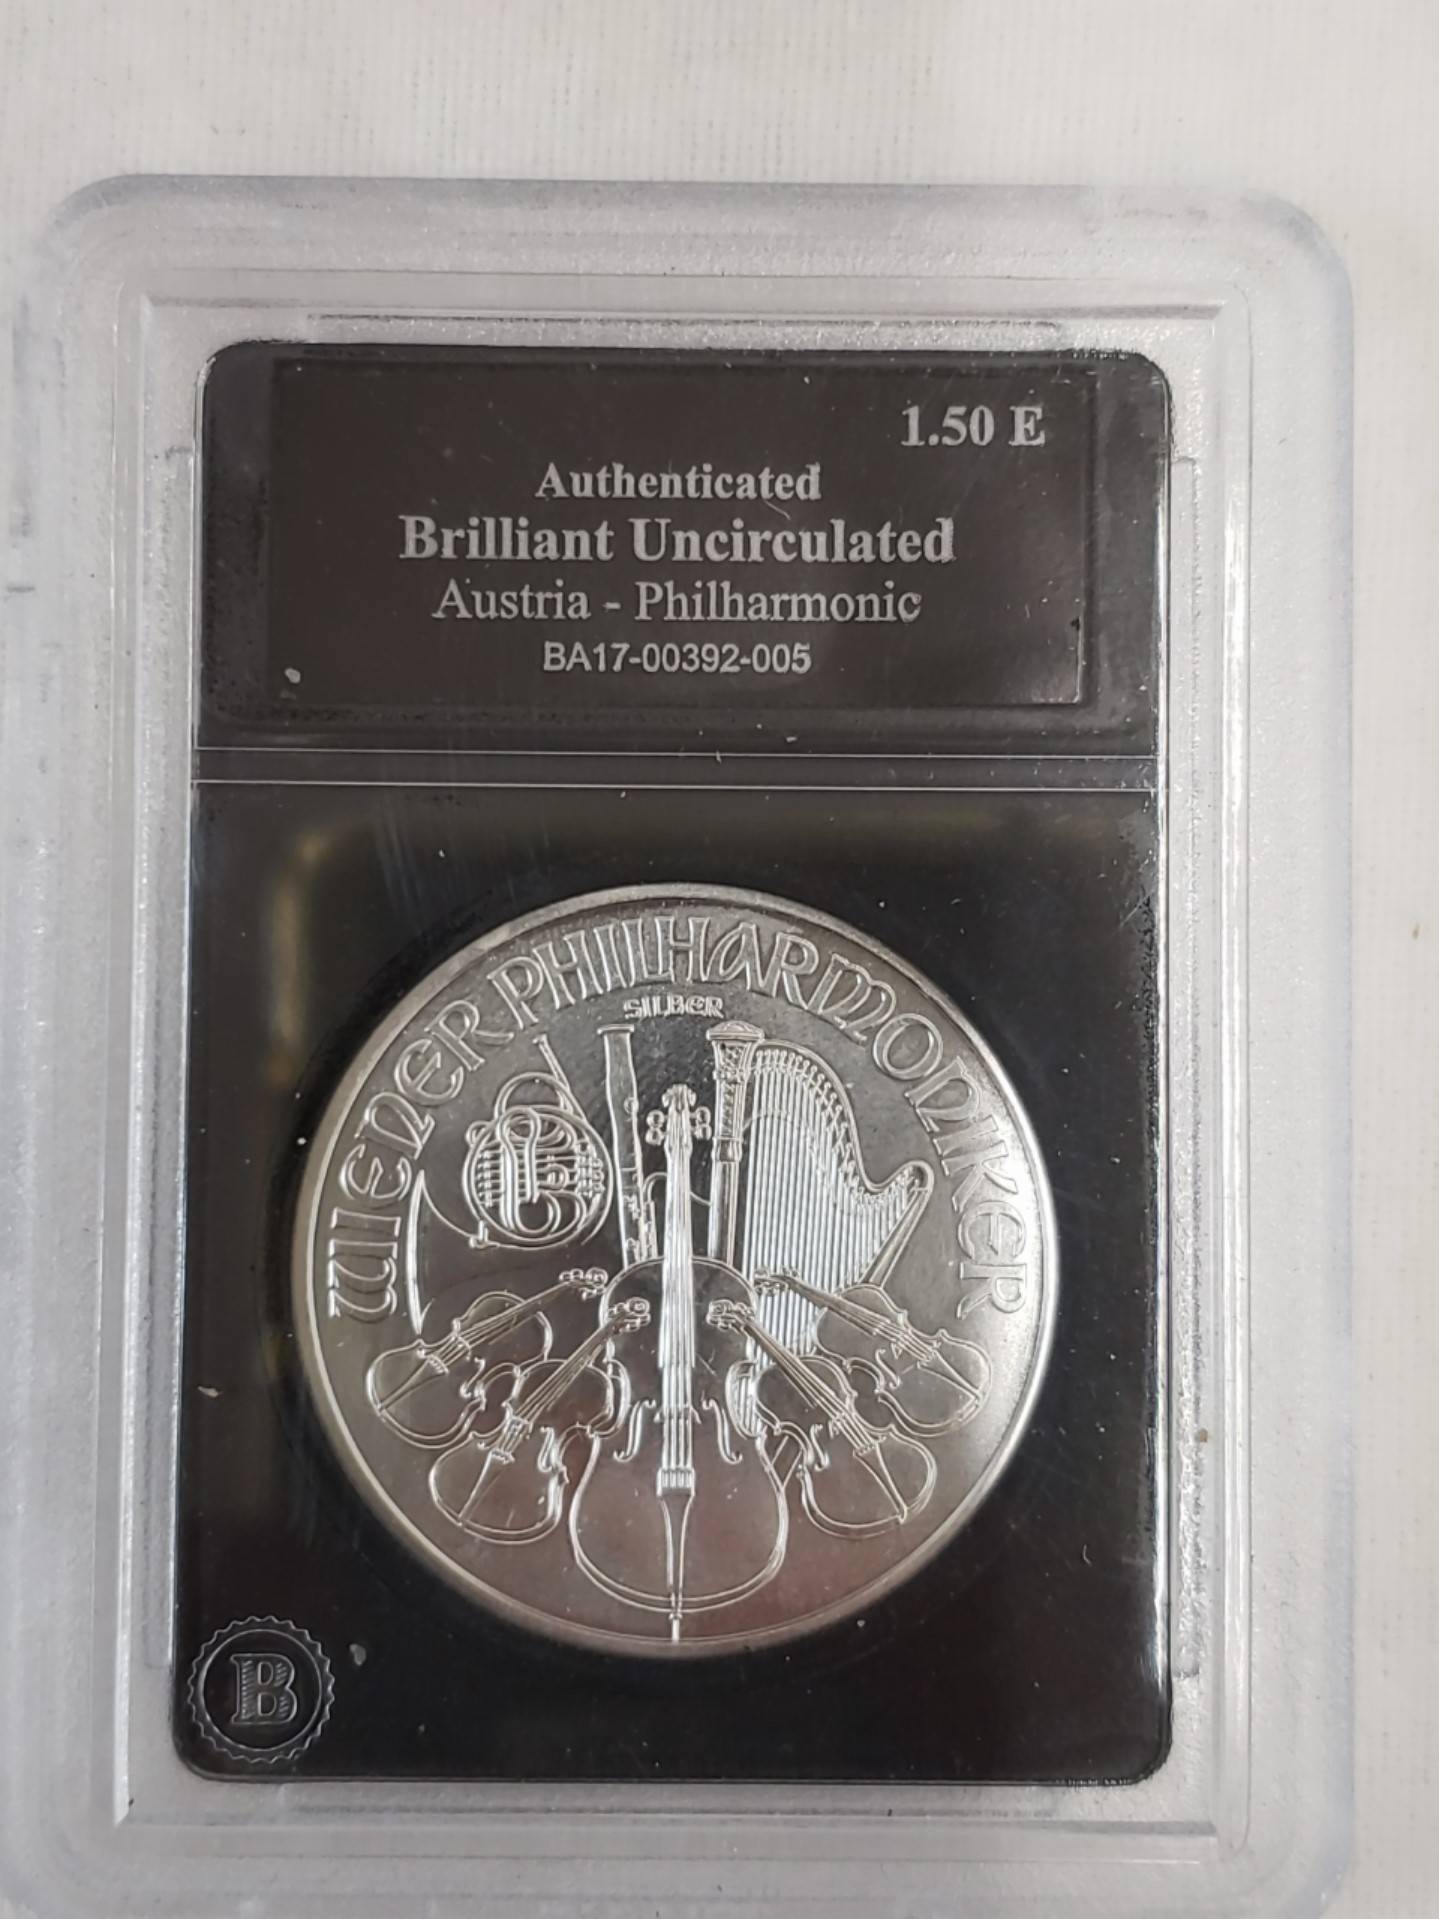 1.50 E
Authenticated
Brilliant Uncirculated
Austria - Philharmonic
BA17-00392-005
WIENER PHILHARMONIKER
SILBER
B